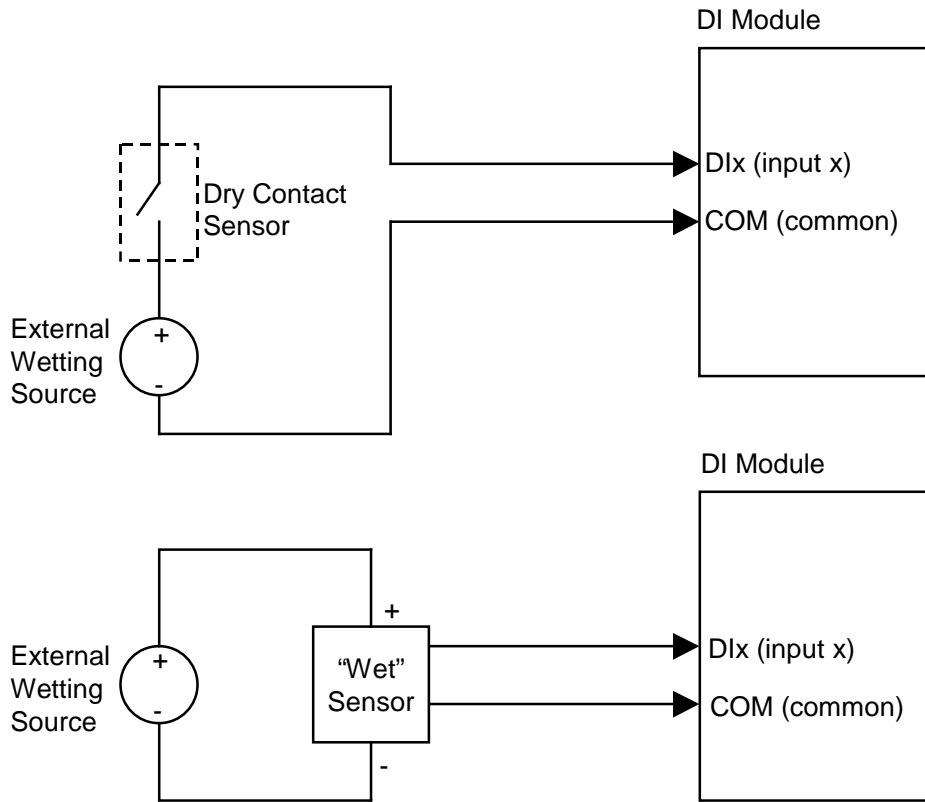 DI Module
DIx (input x)
Dry Contact
Sensor
COM (common)
External
Wetting
Source
+
-
DI Module
+
External
Wetting
Source
+
-
“Wet”
Sensor
DIx (input x)
COM (common)
-